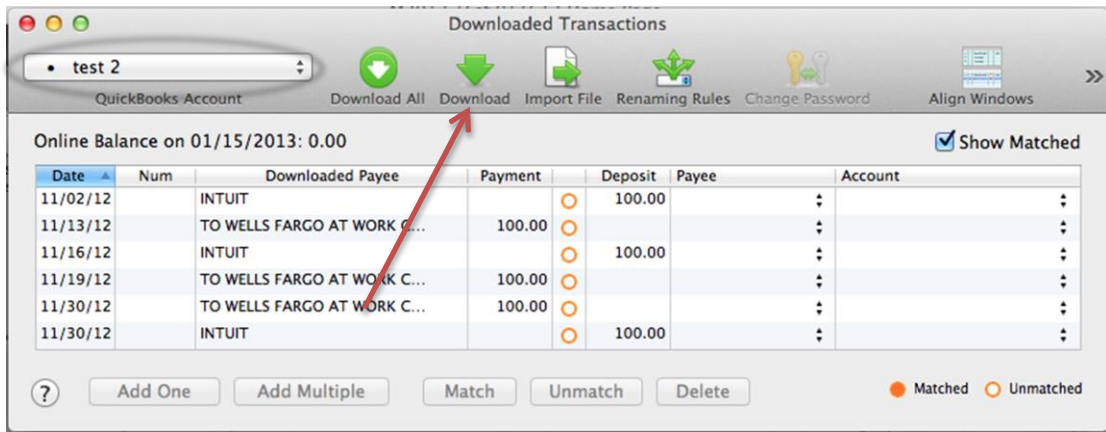 Downloaded Transactions
• test 2
QuickBooks Account Download All Download Import File Renaming Rules Change Password Align Windows »
Online Balance on 01/15/2013: 0.00 Show Matched
Date Num Downloaded Payee Payment Deposit Payee Account
11/02/12 INTUIT 100.00
11/13/12 TO WELLS FARGO AT WORK C... 100.00
11/16/12 INTUIT 100.00
11/19/12 TO WELLS FARGO AT WORK C... 100.00
11/30/12 TO WELLS FARGO AT WORK C... 100.00
11/30/12 INTUIT 100.00
? Add One Add Multiple Match Unmatch Delete Matched Unmatched